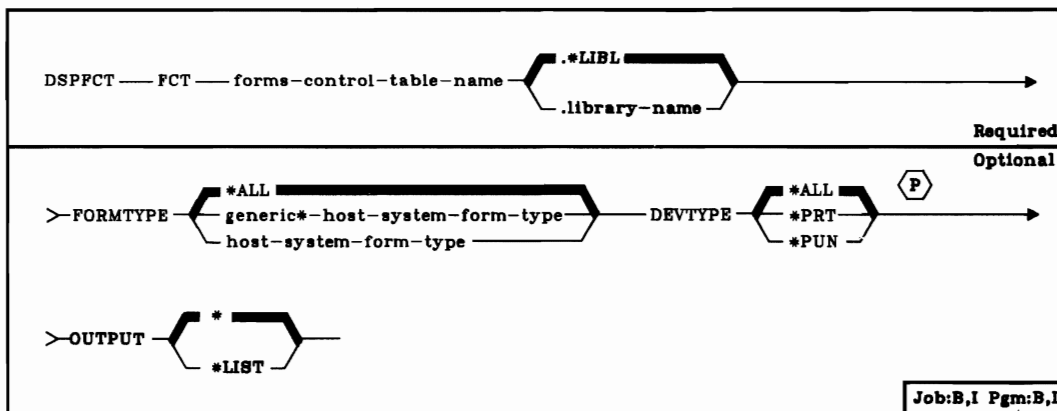 .*LIBL
DSPFCT FCT forms-control-table-name
.library-name
Required
Optional
*ALL *ALL P
>FORMTYPE generic*-host-system-form-type DEVTYPE *PRT
host-system-form-type *PUN
*
>OUTPUT
*LIST
Job:B,I Pgm:B,I